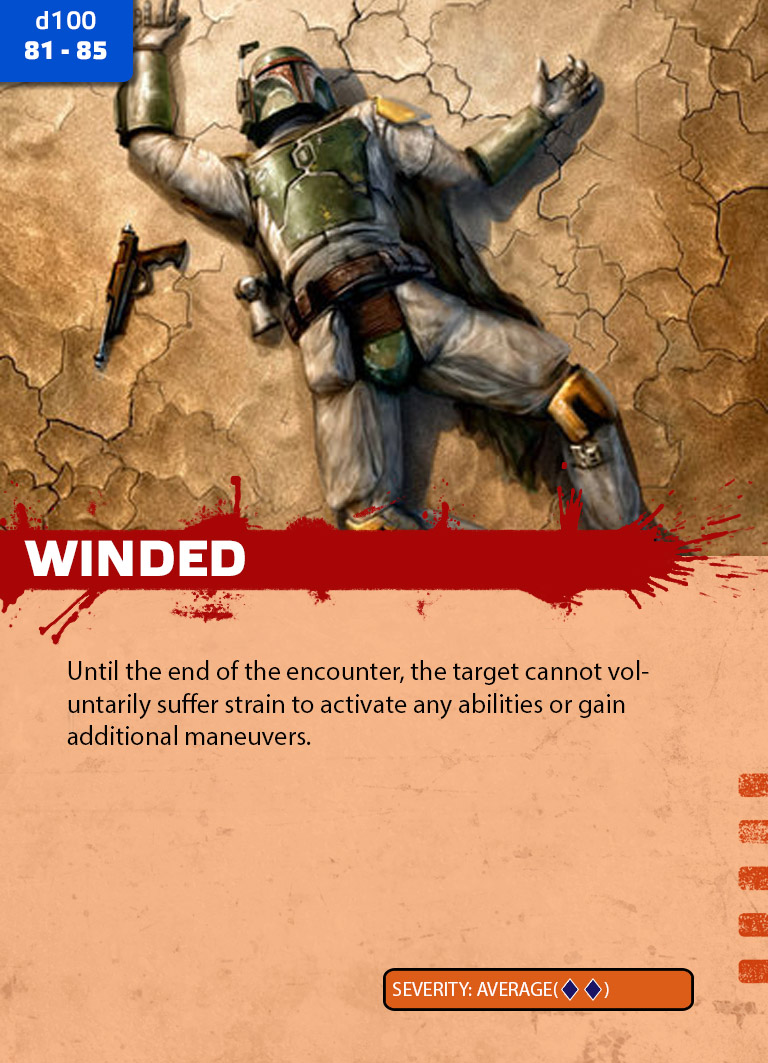 d100
81 - 85
WINDED
Until the end of the encounter, the target cannot vol-
untarily suffer strain to activate any abilities or gain
additional maneuvers.
SEVERITY: AVERAGE(♦♦)